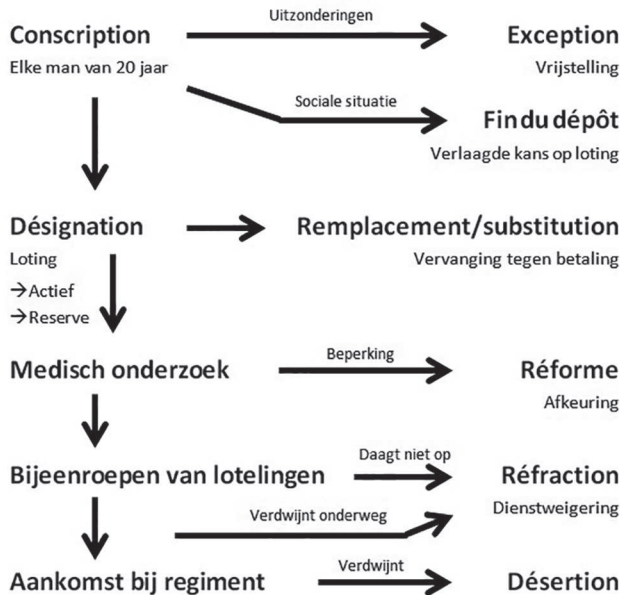 Conscription
Uitzonderingen
Exception
Elke man van 20 jaar
Vrijstelling
Sociale situatie
Fin du dépôt
Verlaagde kans op loting
Désignation
Remplacement/substitution
Loting
Vervanging tegen betaling
→Actief
→Reserve
Medisch onderzoek
Beperking
Réforme
Afkeuring
Bijeenroepen van lotelingen
Daagt niet op
Réfraction
Dienstweigering
Verdwijnt onderweg
Aankomst bij regiment
Verdwijnt
Désertion